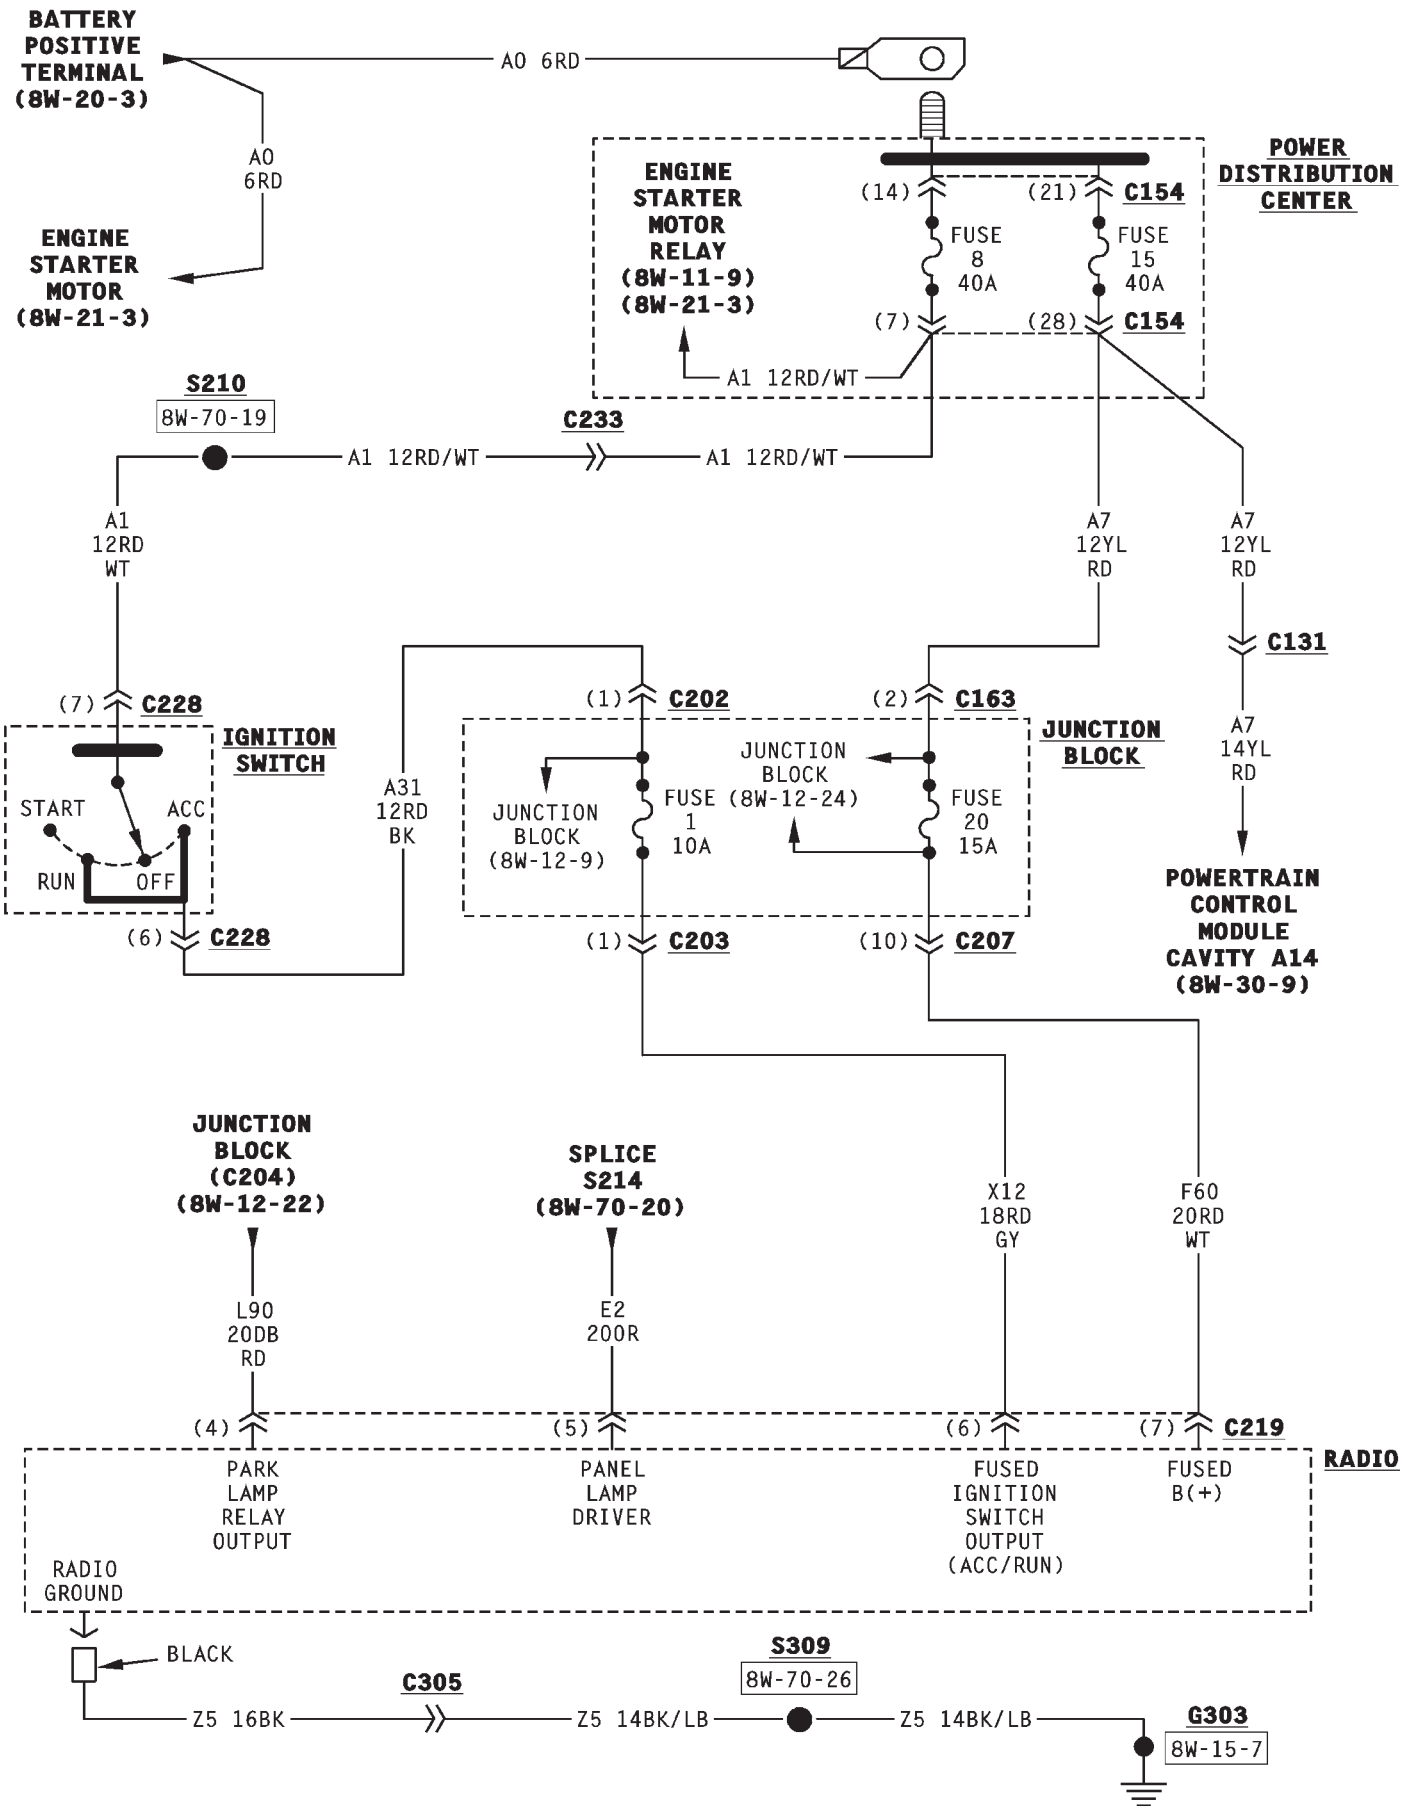 BATTERY
POSITIVE
TERMINAL
(8W-20-3)
A0 6RD
A0
6RD
ENGINE
STARTER
MOTOR
(8W-21-3)
POWER
DISTRIBUTION
CENTER
ENGINE
STARTER
MOTOR
RELAY
(8W-11-9)
(8W-21-3)
(14)
(21)
C154
FUSE
8
40A
FUSE
15
40A
(7)
(28)
C154
A1 12RD/WT
S210
8W-70-19
C233
A1 12RD/WT
A1 12RD/WT
A1
12RD
WT
A7
12YL
RD
A7
12YL
RD
C131
A7
14YL
RD
POWERTRAIN
CONTROL
MODULE
CAVITY A14
(8W-30-9)
(7)
C228
IGNITION
SWITCH
START
ACC
RUN
OFF
(6)
C228
A31
12RD
BK
(1)
C202
(2)
C163
JUNCTION
BLOCK
JUNCTION
BLOCK
(8W-12-9)
FUSE
1
10A
JUNCTION
BLOCK
(8W-12-24)
FUSE
20
15A
(1)
C203
(10)
C207
JUNCTION
BLOCK
(C204)
(8W-12-22)
SPLICE
S214
(8W-70-20)
X12
18RD
GY
F60
20RD
WT
L90
20DB
RD
E2
20OR
(4)
(5)
(6)
(7)
C219
RADIO
PARK
LAMP
RELAY
OUTPUT
PANEL
LAMP
DRIVER
FUSED
IGNITION
SWITCH
OUTPUT
(ACC/RUN)
FUSED
B(+)
RADIO
GROUND
BLACK
Z5 16BK
C305
Z5 14BK/LB
S309
8W-70-26
Z5 14BK/LB
G303
8W-15-7